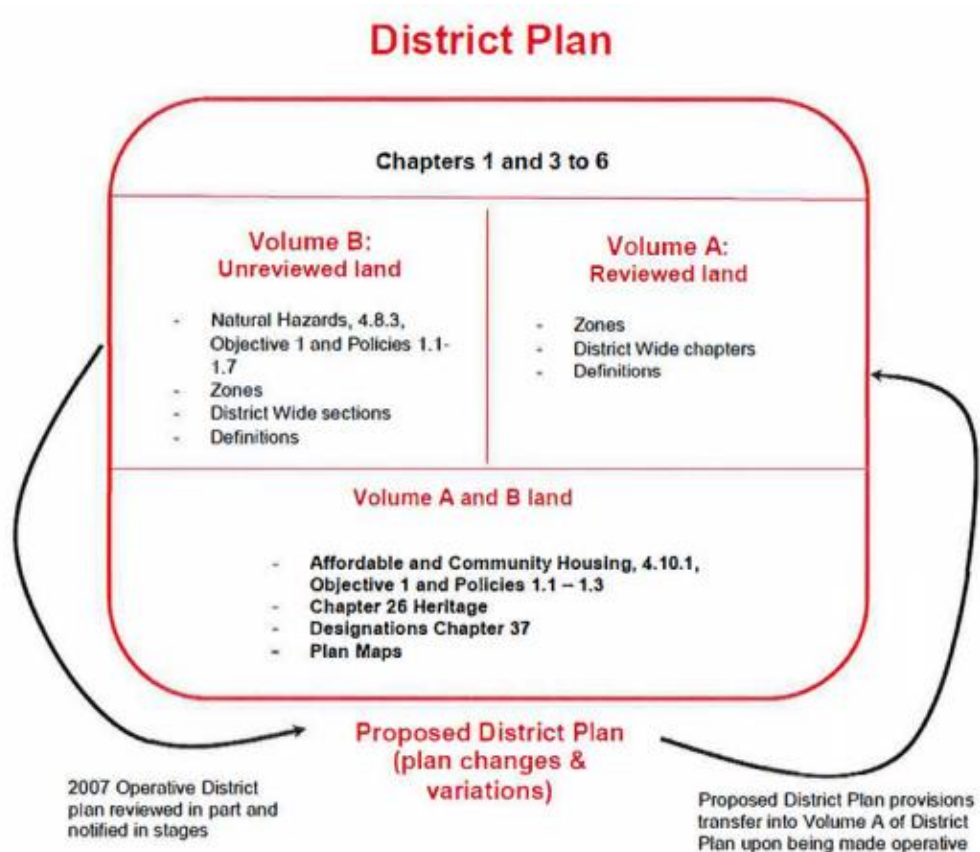 District Plan
Chapters 1 and 3 to 6
Volume B:
Unreviewed land
- Natural Hazards, 4.8.3,
Objective 1 and Policies 1.1-
1.7
- Zones
- District Wide sections
- Definitions
Volume A:
Reviewed land
- Zones
- District Wide chapters
- Definitions
Volume A and B land
- Affordable and Community Housing, 4.10.1,
Objective 1 and Policies 1.1 – 1.3
- Chapter 26 Heritage
- Designations Chapter 37
- Plan Maps
Proposed District Plan
(plan changes &
variations)
2007 Operative District
plan reviewed in part and
notified in stages
Proposed District Plan provisions
transfer into Volume A of District
Plan upon being made operative